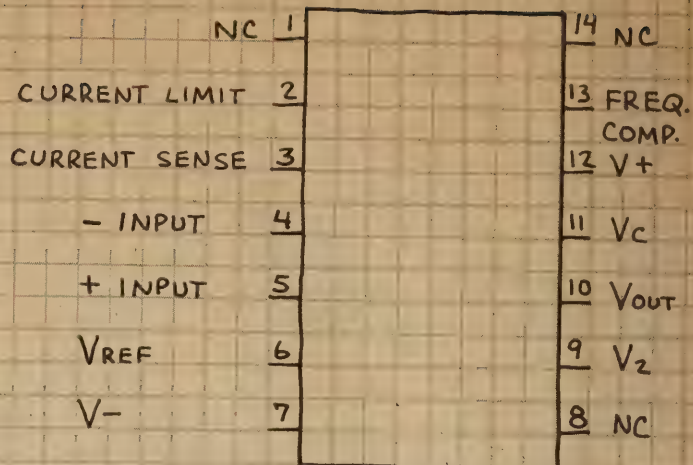 NC 1
CURRENT LIMIT 2
CURRENT SENSE 3
- INPUT 4
+ INPUT 5
VREF 6
V- 7
14 NC
13 FREQ.
COMP.
12 V+
11 VC
10 VOUT
9 VZ
8 NC